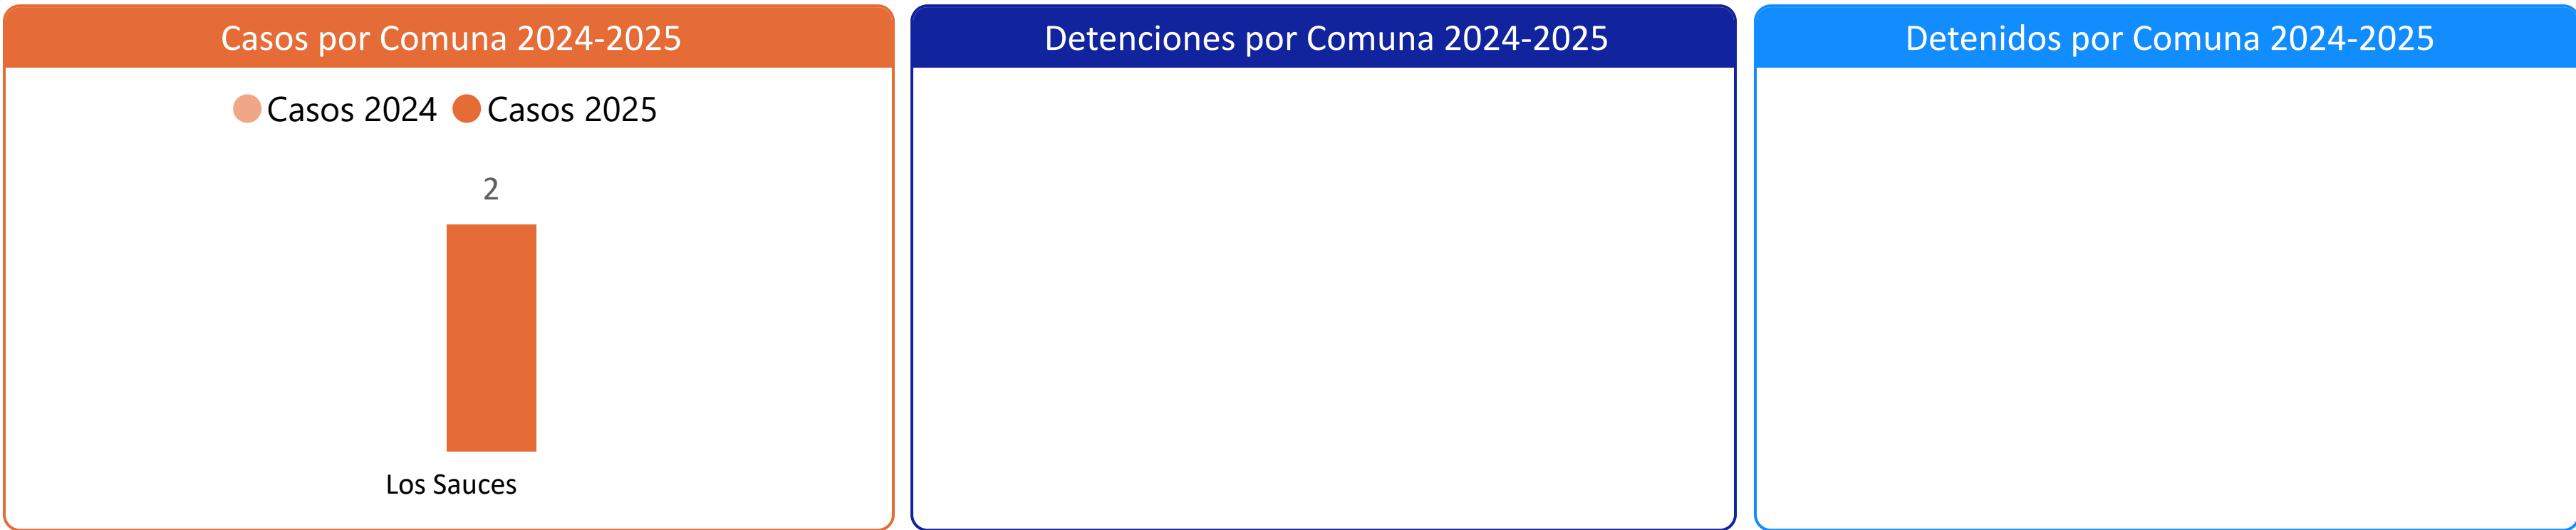 Casos por Comuna 2024-2025
Casos 2024 Casos 2025
2
Los Sauces
Detenciones por Comuna 2024-2025
Detenidos por Comuna 2024-2025